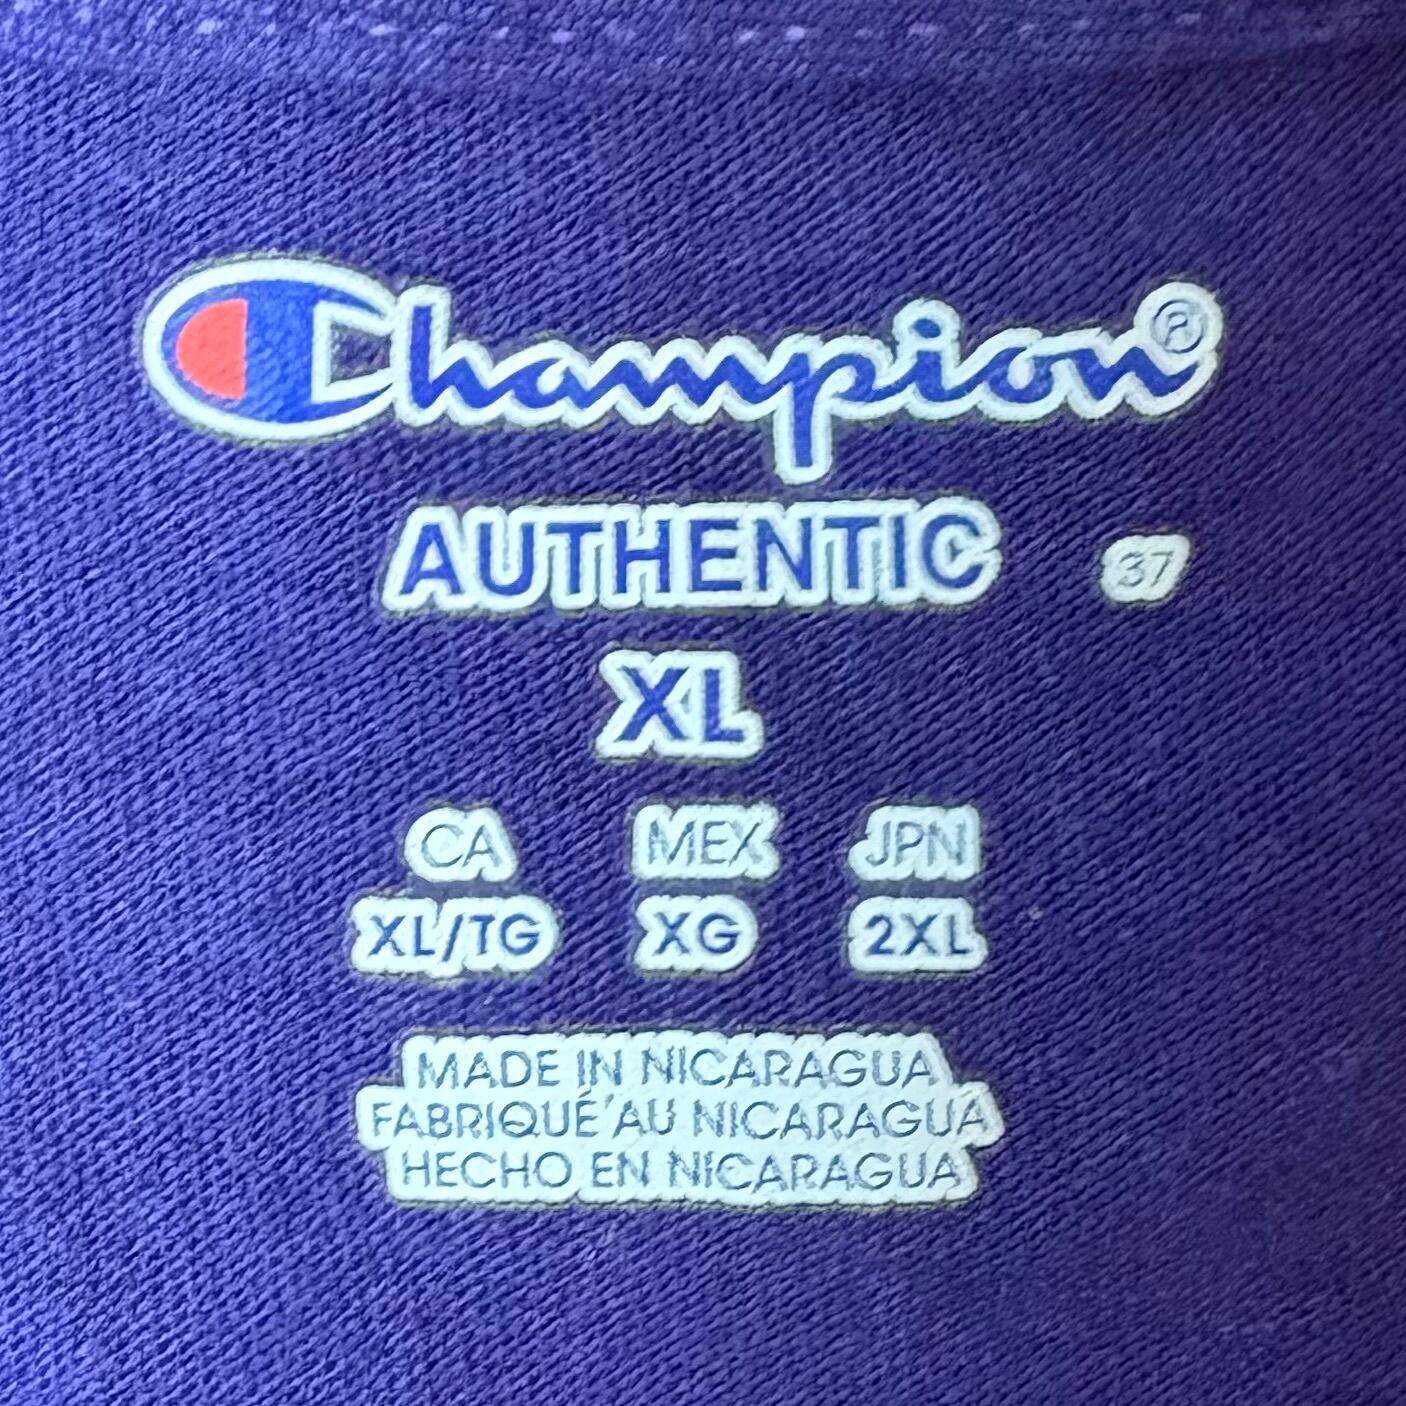 Champion®
AUTHENTIC 37
XL
CA MEX JPN
XL/TG XG 2XL
MADE IN NICARAGUA
FABRIQUÉ AU NICARAGUA
HECHO EN NICARAGUA